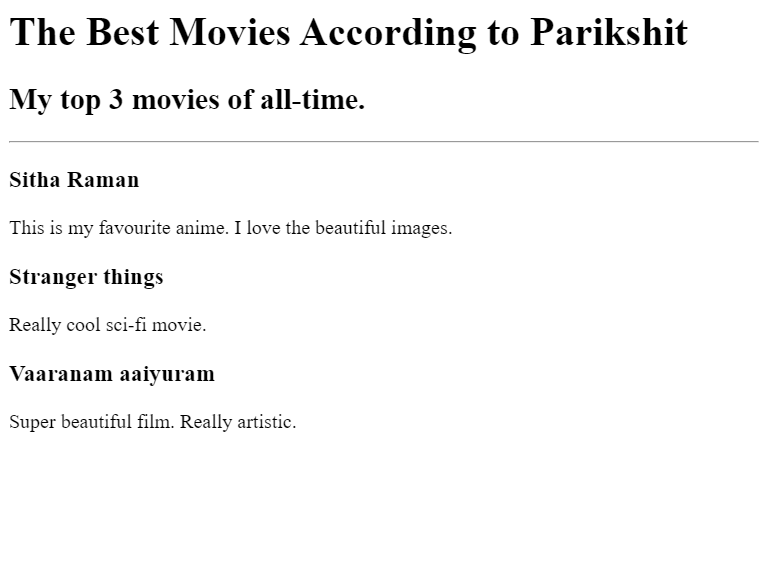 The Best Movies According to Parikshit
My top 3 movies of all-time.
Sitha Raman
This is my favourite anime. I love the beautiful images.
Stranger things
Really cool sci-fi movie.
Vaaranam aaiyuram
Super beautiful film. Really artistic.